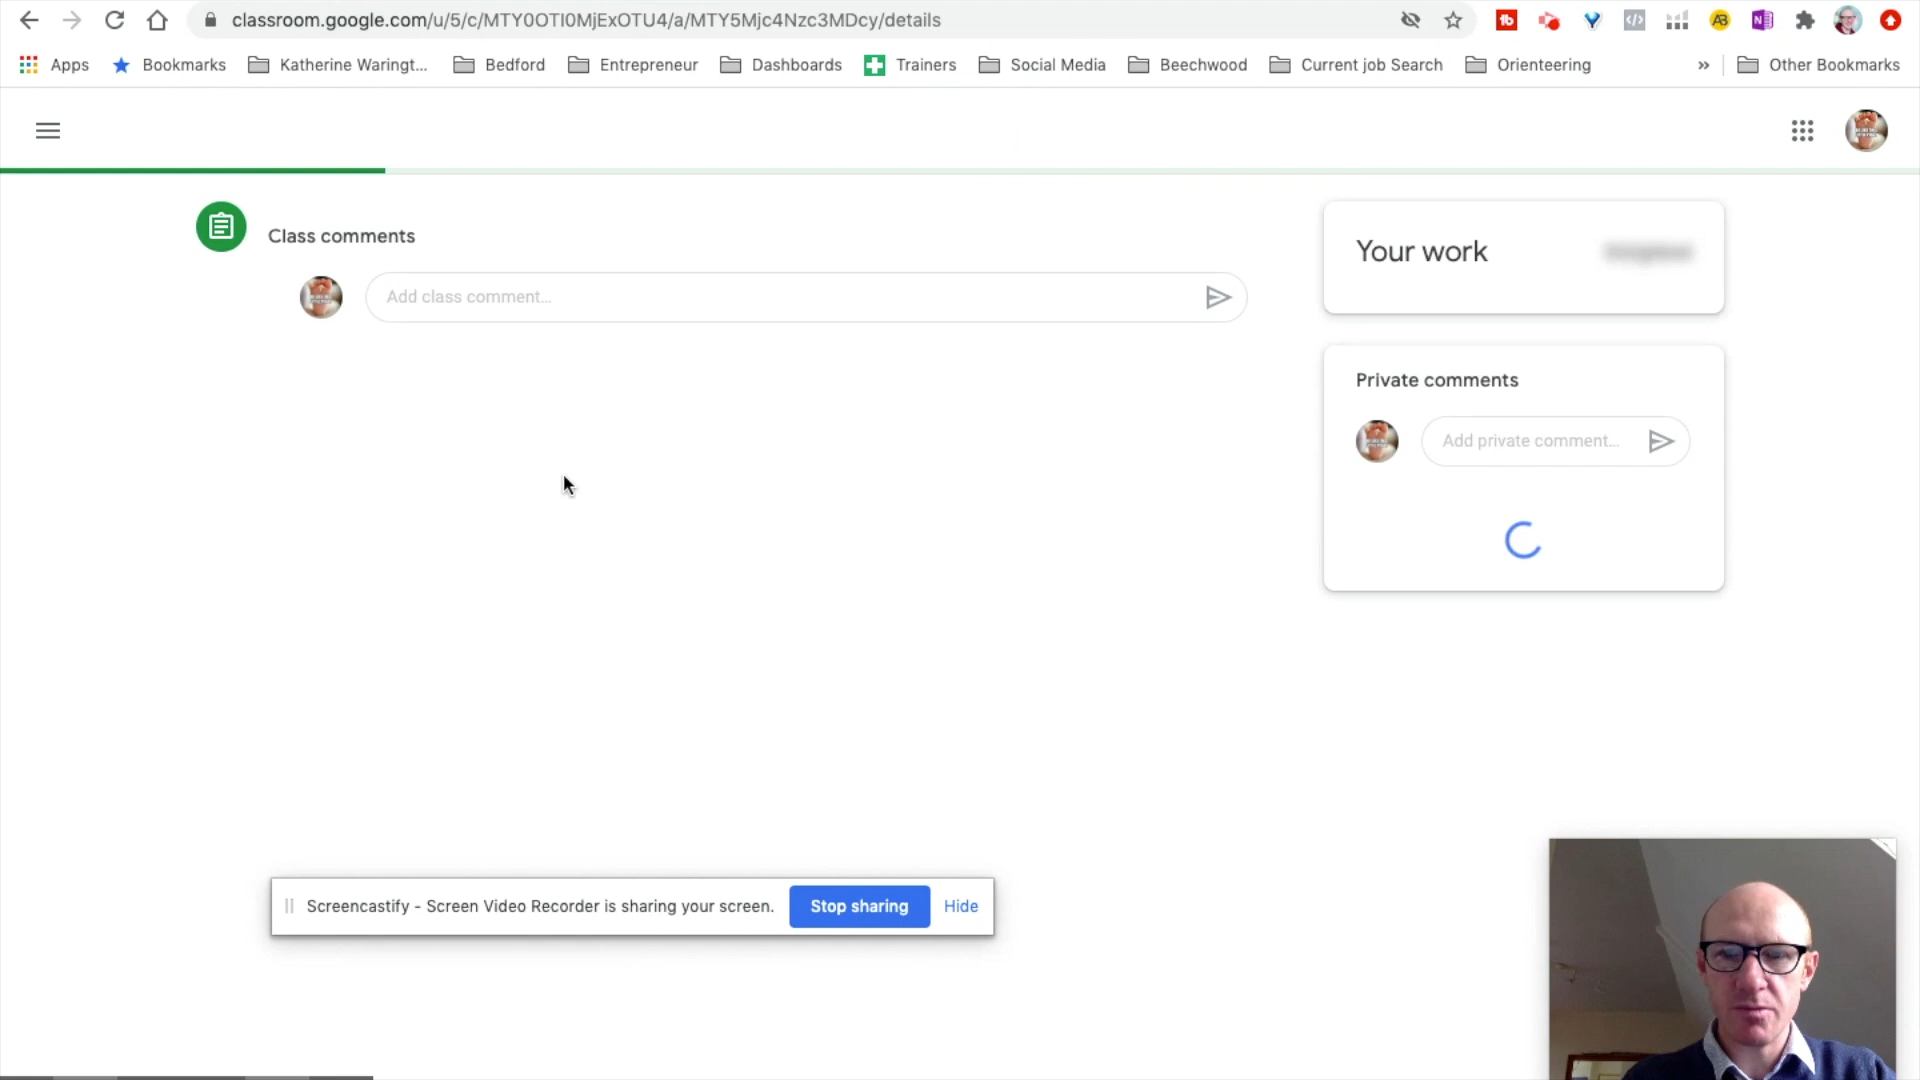 classroom.google.com/u/5/c/MTY0OTI0MjExOTU4/a/MTY5Mjc4Nzc3MDcy/details
Apps Bookmarks Katherine Waringt... Bedford Entrepreneur Dashboards Trainers Social Media Beechwood Current job Search Orienteering » Other Bookmarks
Class comments
Add class comment...
Your work
Private comments
Add private comment...
Screencastify - Screen Video Recorder is sharing your screen. Stop sharing Hide